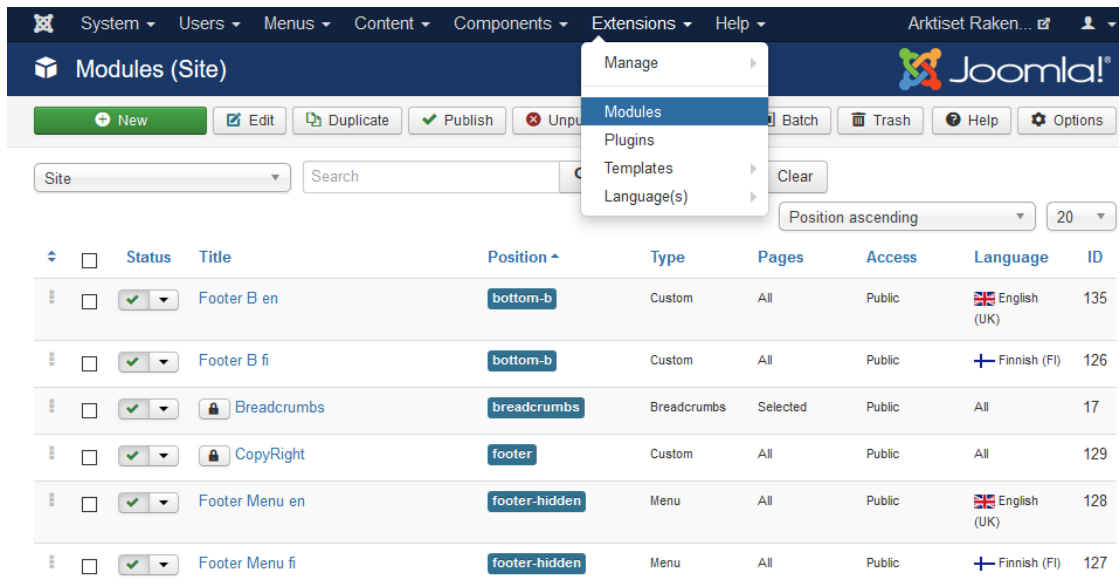 System Users Menus Content Components Extensions Help Arktiset Raken...
Modules (Site) Joomla!®
Manage
New Edit Duplicate Publish Batch Trash Help Options
Modules
Plugins
Templates
Language(s)
Site Search Clear
Position ascending 20
Status Title Position Type Pages Access Language ID
Footer B en bottom-b Custom All Public English 135
(UK)
Footer B fi bottom-b Custom All Public Finnish (FI) 126
Breadcrumbs breadcrumbs Breadcrumbs Selected Public All 17
CopyRight footer Custom All Public All 129
Footer Menu en footer-hidden Menu All Public English 128
(UK)
Footer Menu fi footer-hidden Menu All Public Finnish (FI) 127